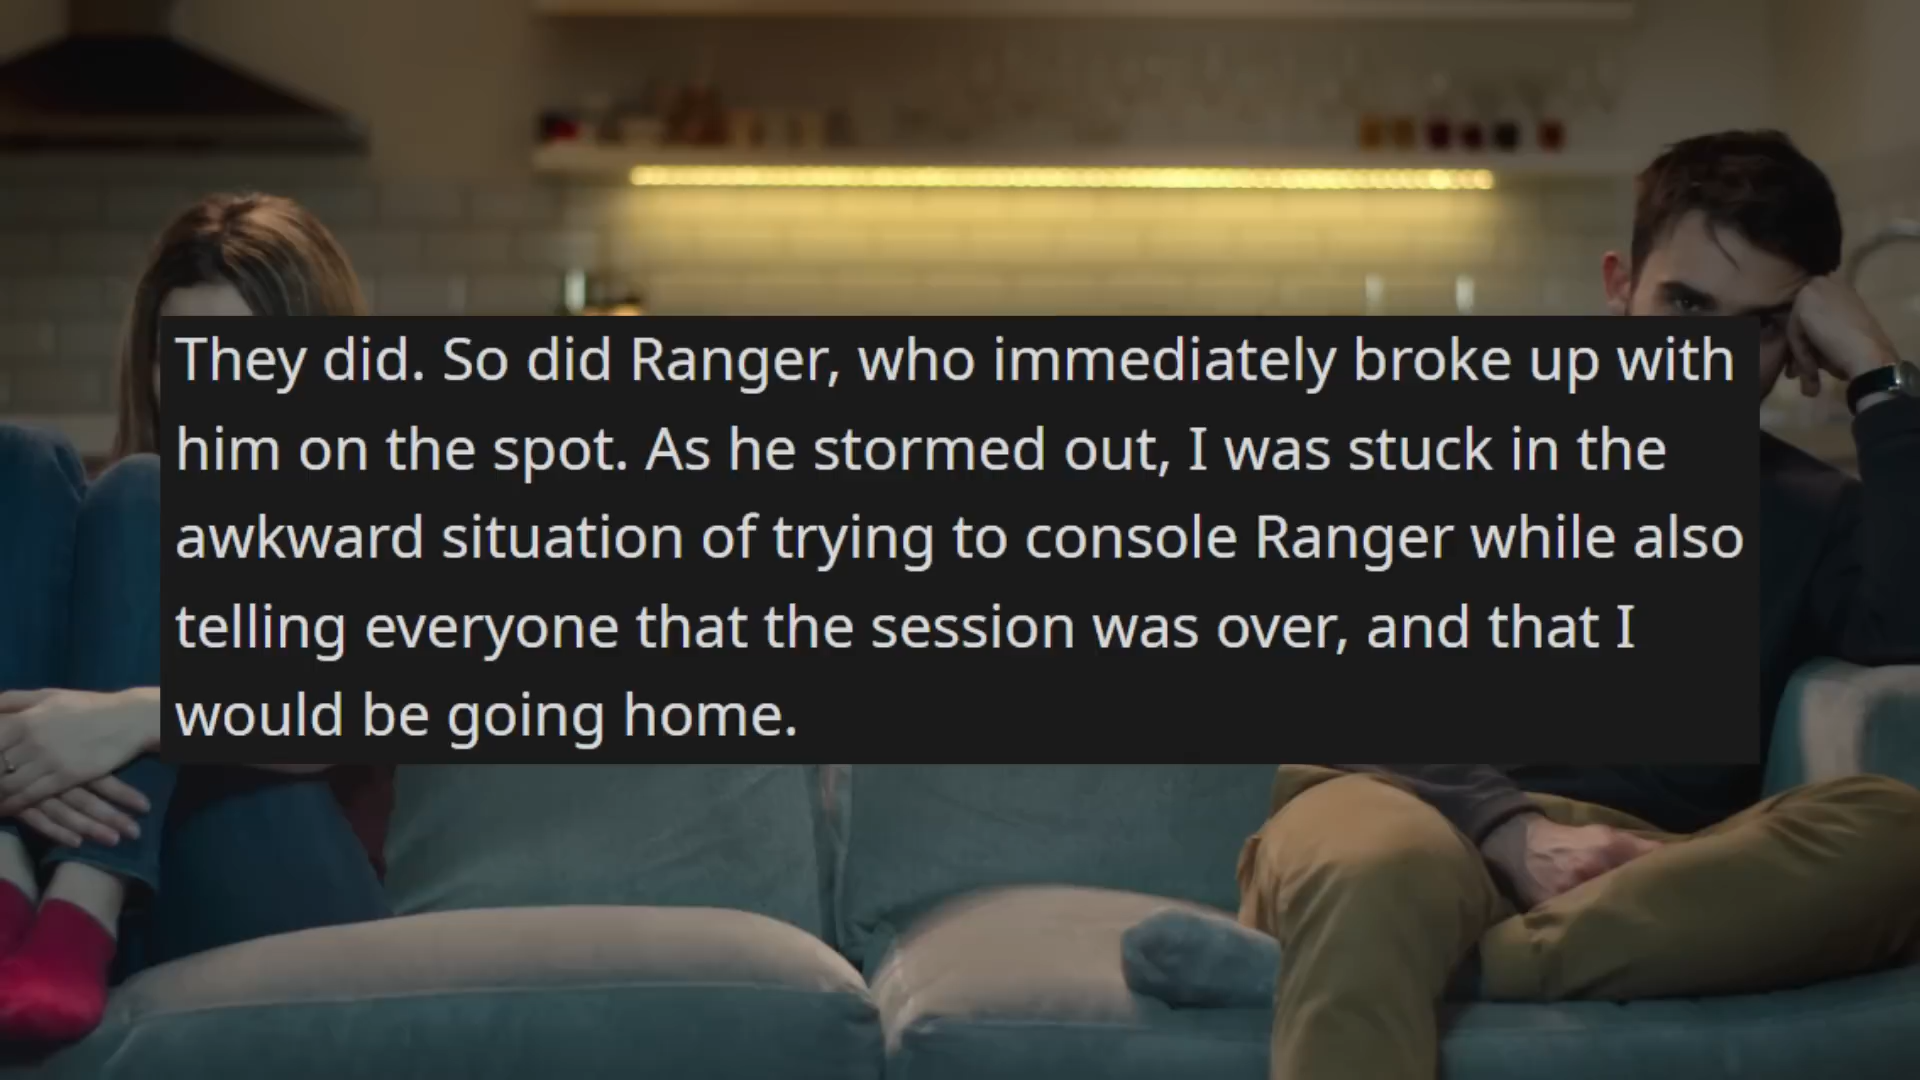 They did. So did Ranger, who immediately broke up with
him on the spot. As he stormed out, I was stuck in the
awkward situation of trying to console Ranger while also
telling everyone that the session was over, and that I
would be going home.